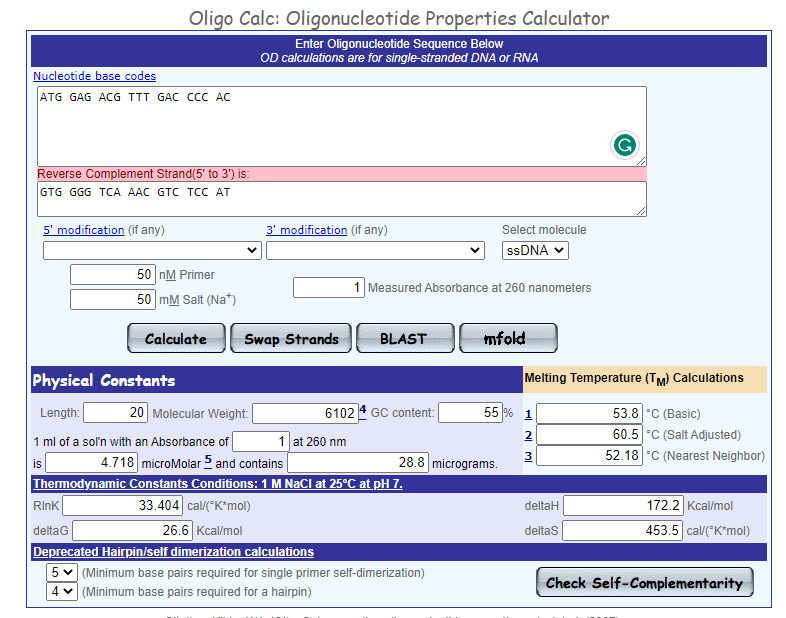 Oligo Calc: Oligonucleotide Properties Calculator
Enter Oligonucleotide Sequence Below
OD calculations are for single-stranded DNA or RNA
Nucleotide base codes
ATG GAG ACG TTT GAC CCC AC
Reverse Complement Strand(5' to 3') is:
GTG GGG TCA AAC GTC TCC AT
5' modification (if any) 3' modification (if any) Select molecule
ssDNA
50 nM Primer
1 Measured Absorbance at 260 nanometers
50 mM Salt (Na+)
Calculate Swap Strands BLAST mfold
Physical Constants Melting Temperature (TM) Calculations
Length: 20 Molecular Weight: 6102 4 GC content: 55 %
1 53.8 °C (Basic)
2 60.5 °C (Salt Adjusted)
3 52.18 °C (Nearest Neighbor)
1 ml of a sol'n with an Absorbance of 1 at 260 nm
is 4.718 microMolar 5 and contains 28.8 micrograms.
Thermodynamic Constants Conditions: 1 M NaCl at 25°C at pH 7.
RlnK 33.404 cal/(°K*mol) deltaH 172.2 Kcal/mol
deltaG 26.6 Kcal/mol deltaS 453.5 cal/(°K*mol)
Deprecated Hairpin/self dimerization calculations
5 (Minimum base pairs required for single primer self-dimerization)
4 (Minimum base pairs required for a hairpin)
Check Self-Complementarity